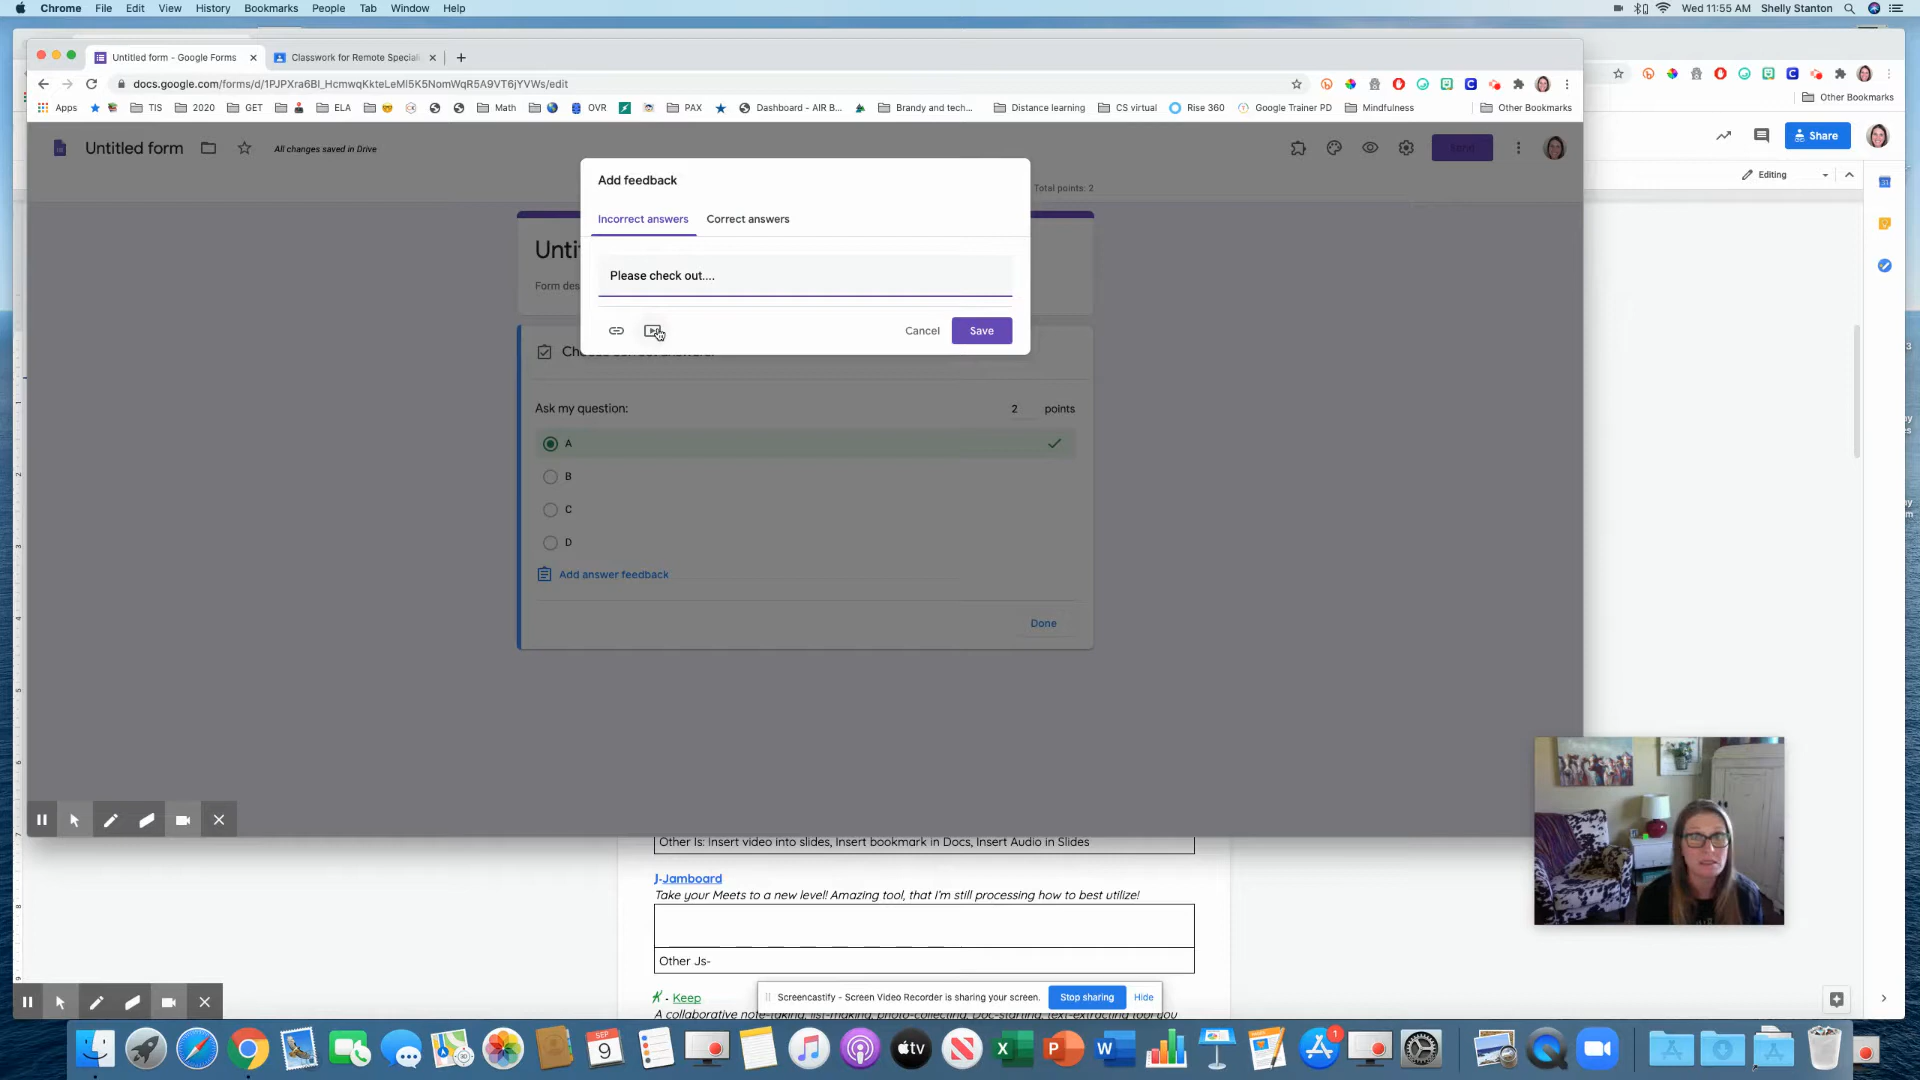 Chrome File Edit View History Bookmarks People Tab Window Help Wed 11:55 AM Shelly Stanton
Untitled form - Google Forms Classwork for Remote Special
docs.google.com/forms/d/1PJPXra6BI_HcmwqKkteLeMl5K5NomWqR5A9VT6jYVWs/edit
Apps TIS 2020 GET ELA Math OVR PAX Dashboard - AIR B... Brandy and tech... Distance learning CS virtual Rise 360 Google Trainer PD Mindfulness Other Bookmarks
Other Bookmarks
Untitled form All changes saved in Drive Send
Share
Editing
Total points: 2
Add feedback
Incorrect answers Correct answers
Please check out....
Cancel Save
Form des
Ask my question: 2 points
A
B
C
D
Add answer feedback
Done
Other Is: Insert video into slides, Insert bookmark in Docs, Insert Audio in Slides
J-Jamboard
Take your Meets to a new level! Amazing tool, that I'm still processing how to best utilize!
Other Js-
K - Keep
A collaborative note-taking, list-making, photo-collecting, Doc-starting, text-extracting tool you
Screencastify - Screen Video Recorder is sharing your screen. Stop sharing Hide
SEP
9
tv
1